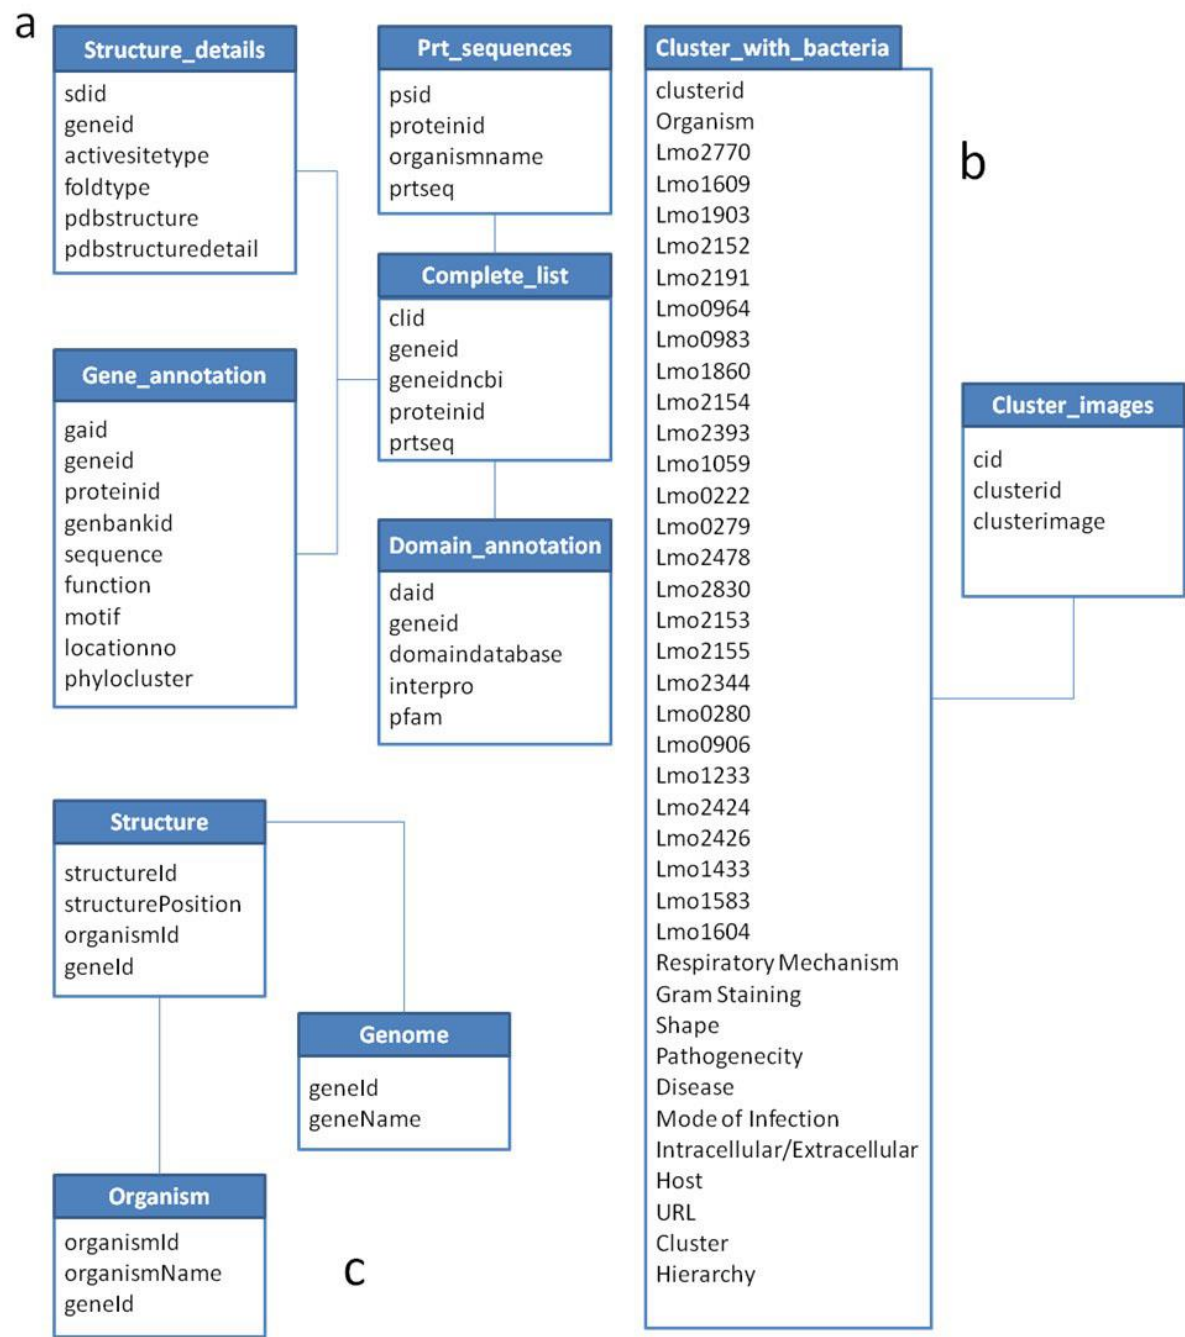 a
Structure_details
sdid
geneid
activesitetype
foldtype
pdbstructure
pdbstructuredetail
Prt_sequences
psid
proteinid
organismname
prtseq
Complete_list
clid
geneid
geneidncbi
proteinid
prtseq
Gene_annotation
gaid
geneid
proteinid
genbankid
sequence
function
motif
locationno
phylocluster
Domain_annotation
daid
geneid
domaindatabase
interpro
pfam
b
Cluster_with_bacteria
clusterid
Organism
Lmo2770
Lmo1609
Lmo1903
Lmo2152
Lmo2191
Lmo0964
Lmo0983
Lmo1860
Lmo2154
Lmo2393
Lmo1059
Lmo0222
Lmo0279
Lmo2478
Lmo2830
Lmo2153
Lmo2155
Lmo2344
Lmo0280
Lmo0906
Lmo1233
Lmo2424
Lmo2426
Lmo1433
Lmo1583
Lmo1604
Respiratory Mechanism
Gram Staining
Shape
Pathogenecity
Disease
Mode of Infection
Intracellular/Extracellular
Host
URL
Cluster
Hierarchy
Cluster_images
cid
clusterid
clusterimage
Structure
structureId
structurePosition
organismId
geneId
Genome
geneId
geneName
Organism
organismId
organismName
geneId
c